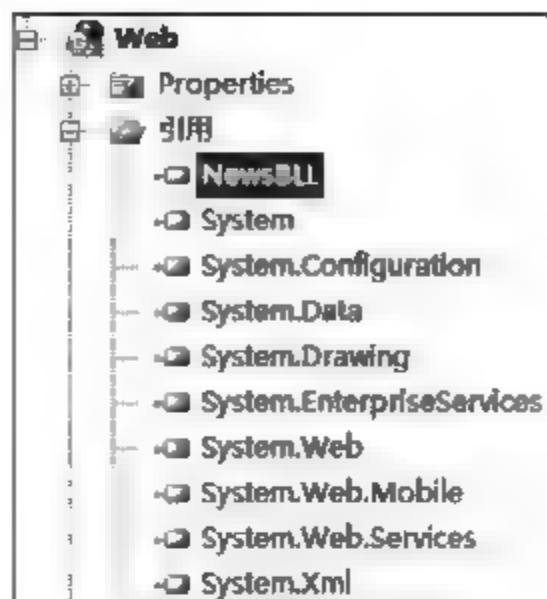 Web
Properties
引用
NewsBLL
System
System.Configuration
System.Data
System.Drawing
System.EnterpriseServices
System.Web
System.Web.Mobile
System.Web.Services
System.Xml